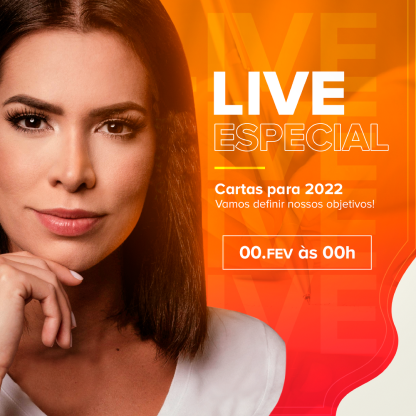 LIVE
ESPECIAL
Cartas para 2022
Vamos definir nossos objetivos!
00.FEV às 00h